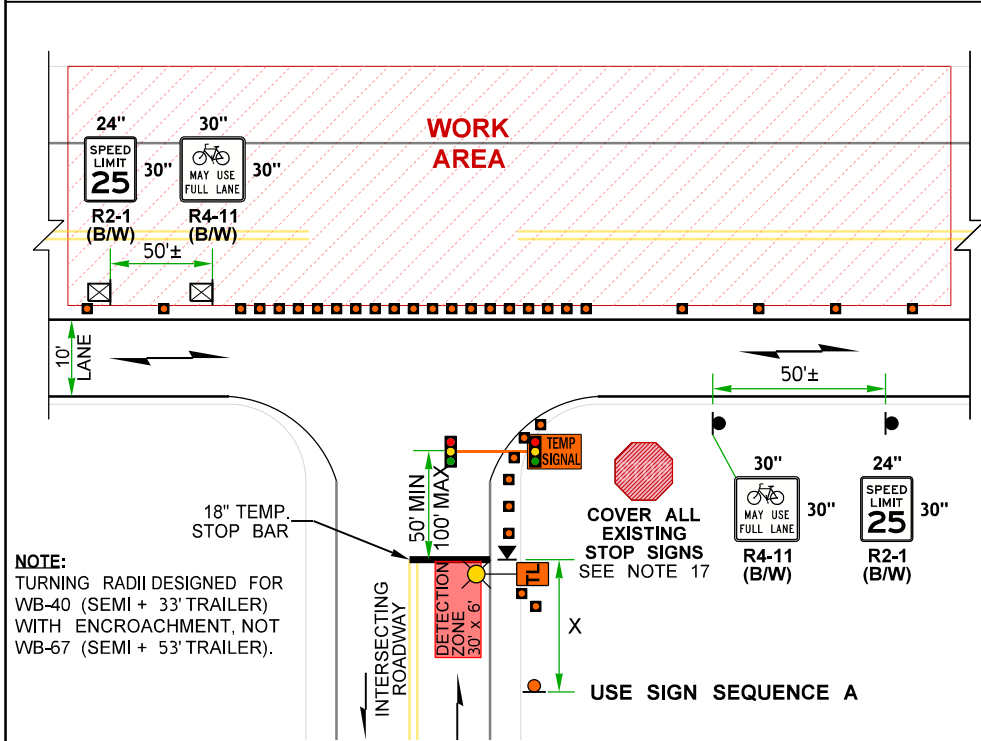 WORK
AREA
24"
30"
SPEED
LIMIT
25
30"
MAY USE
FULL LANE
30"
R2-1
(B/W)
R4-11
(B/W)
50'±
10'
LANE
50'±
TEMP
SIGNAL
50' MIN
100' MAX
STOP
COVER ALL
EXISTING
STOP SIGNS
SEE NOTE 17
30"
MAY USE
FULL LANE
30"
R4-11
(B/W)
24"
SPEED
LIMIT
25
30"
R2-1
(B/W)
18" TEMP.
STOP BAR
NOTE:
TURNING RADII DESIGNED FOR
WB-40 (SEMI + 33' TRAILER)
WITH ENCROACHMENT, NOT
WB-67 (SEMI + 53' TRAILER).
INTERSECTING
ROADWAY
DETECTION
ZONE
30' x 6'
TL
X
USE SIGN SEQUENCE A